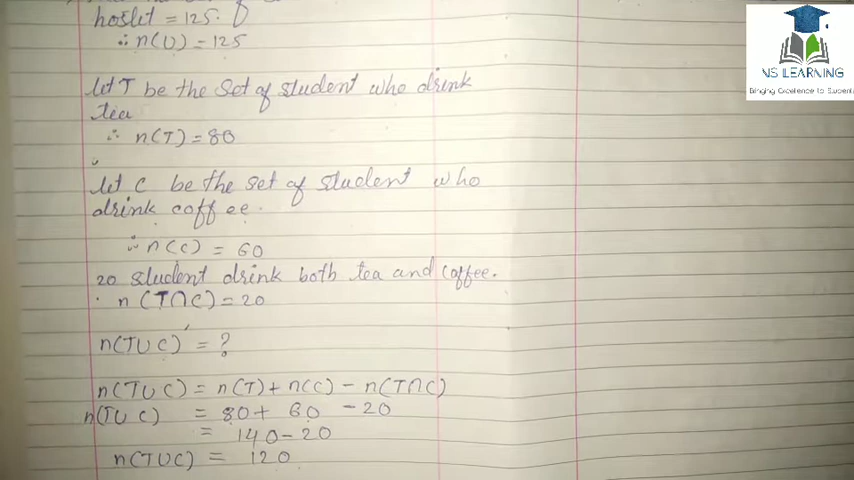 hoslet = 125.
∴ n(U) = 125
let T be the set of student who drink
tea
∴ n(T) = 80
let C be the set of student who
drink coffee.
∴ n(C) = 60
20 student drink both tea and coffee.
n(T∩C) = 20
n(T∪C) = ?
n(T∪C) = n(T) + n(C) - n(T∩C)
n(T∪C) = 80 + 60 - 20
= 140 - 20
n(T∪C) = 120
NS LEARNING
Bringing Excellence to Students